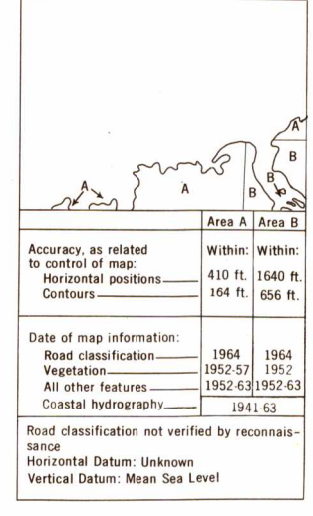 A
B
B
A
A
B
Area A Area B
Accuracy, as related Within: Within:
to control of map:
Horizontal positions 410 ft. 1640 ft.
Contours 164 ft. 656 ft.
Date of map information:
Road classification 1964 1964
Vegetation 1952-57 1952
All other features 1952-63 1952-63
Coastal hydrography 1941-63
Road classification not verified by reconnais-
sance
Horizontal Datum: Unknown
Vertical Datum: Mean Sea Level